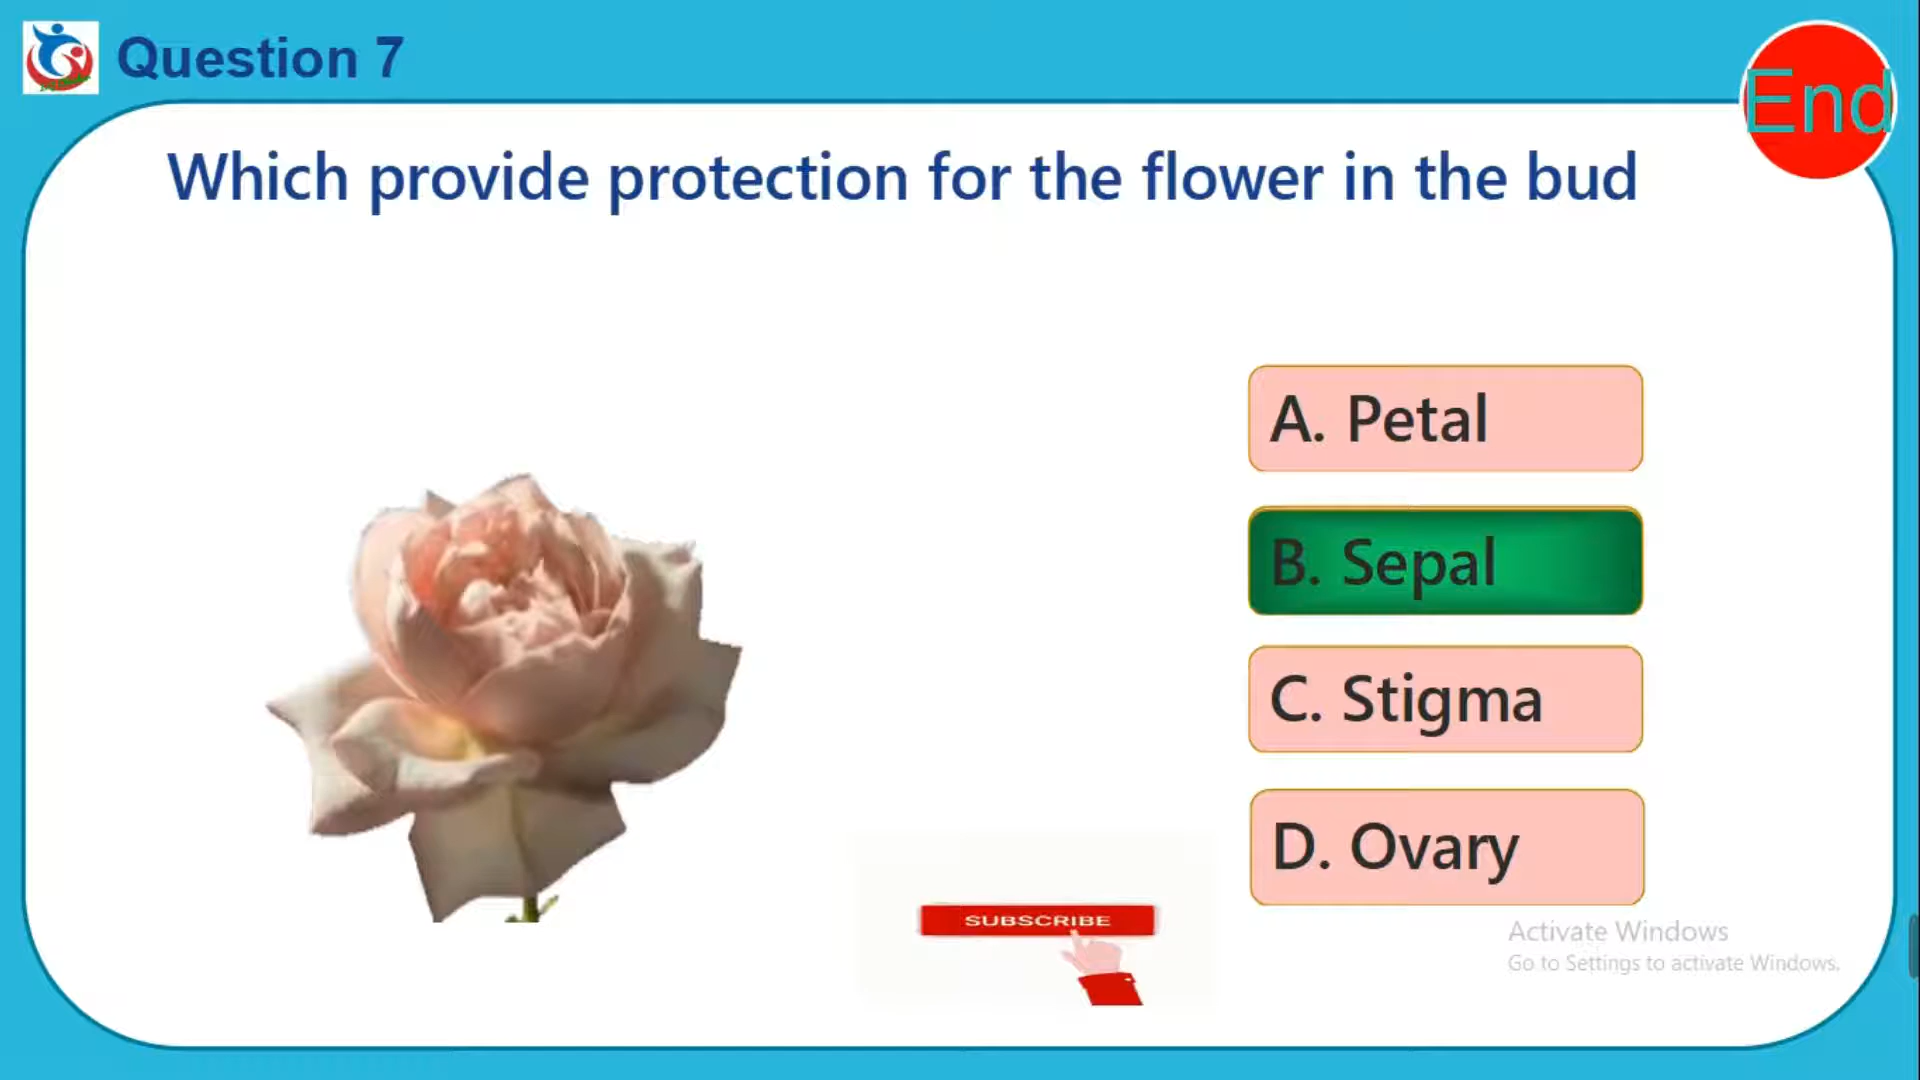 Question 7
End
Which provide protection for the flower in the bud
A. Petal
B. Sepal
C. Stigma
D. Ovary
SUBSCRIBE
Activate Windows
Go to Settings to activate Windows.